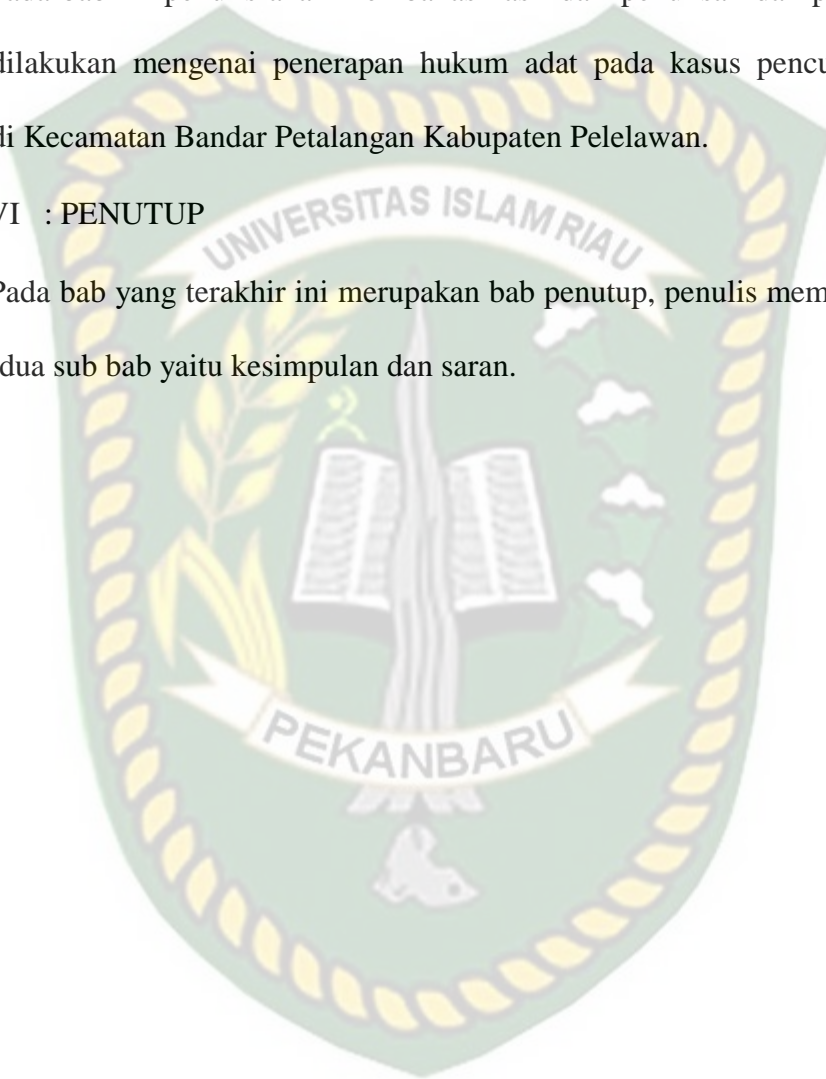 dilakukan mengenai penerapan hukum adat pada kasus pencu
di Kecamatan Bandar Petalangan Kabupaten Pelelawan.
VI : PENUTUP
UNIVERSITAS ISLAM RIAU
Pada bab yang terakhir ini merupakan bab penutup, penulis mem
dua sub bab yaitu kesimpulan dan saran.
PEKANBARU